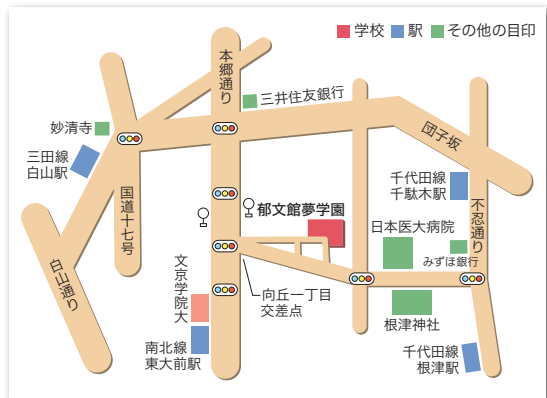 学校
駅
その他の目印
本郷通り
三井住友銀行
妙清寺
団子坂
三田線
白山駅
千代田線
千駄木駅
国道十七号
郁文館夢学園
不忍通り
日本医大病院
みずほ銀行
白山通り
文京学院大
向丘一丁目
交差点
根津神社
南北線
東大前駅
千代田線
根津駅